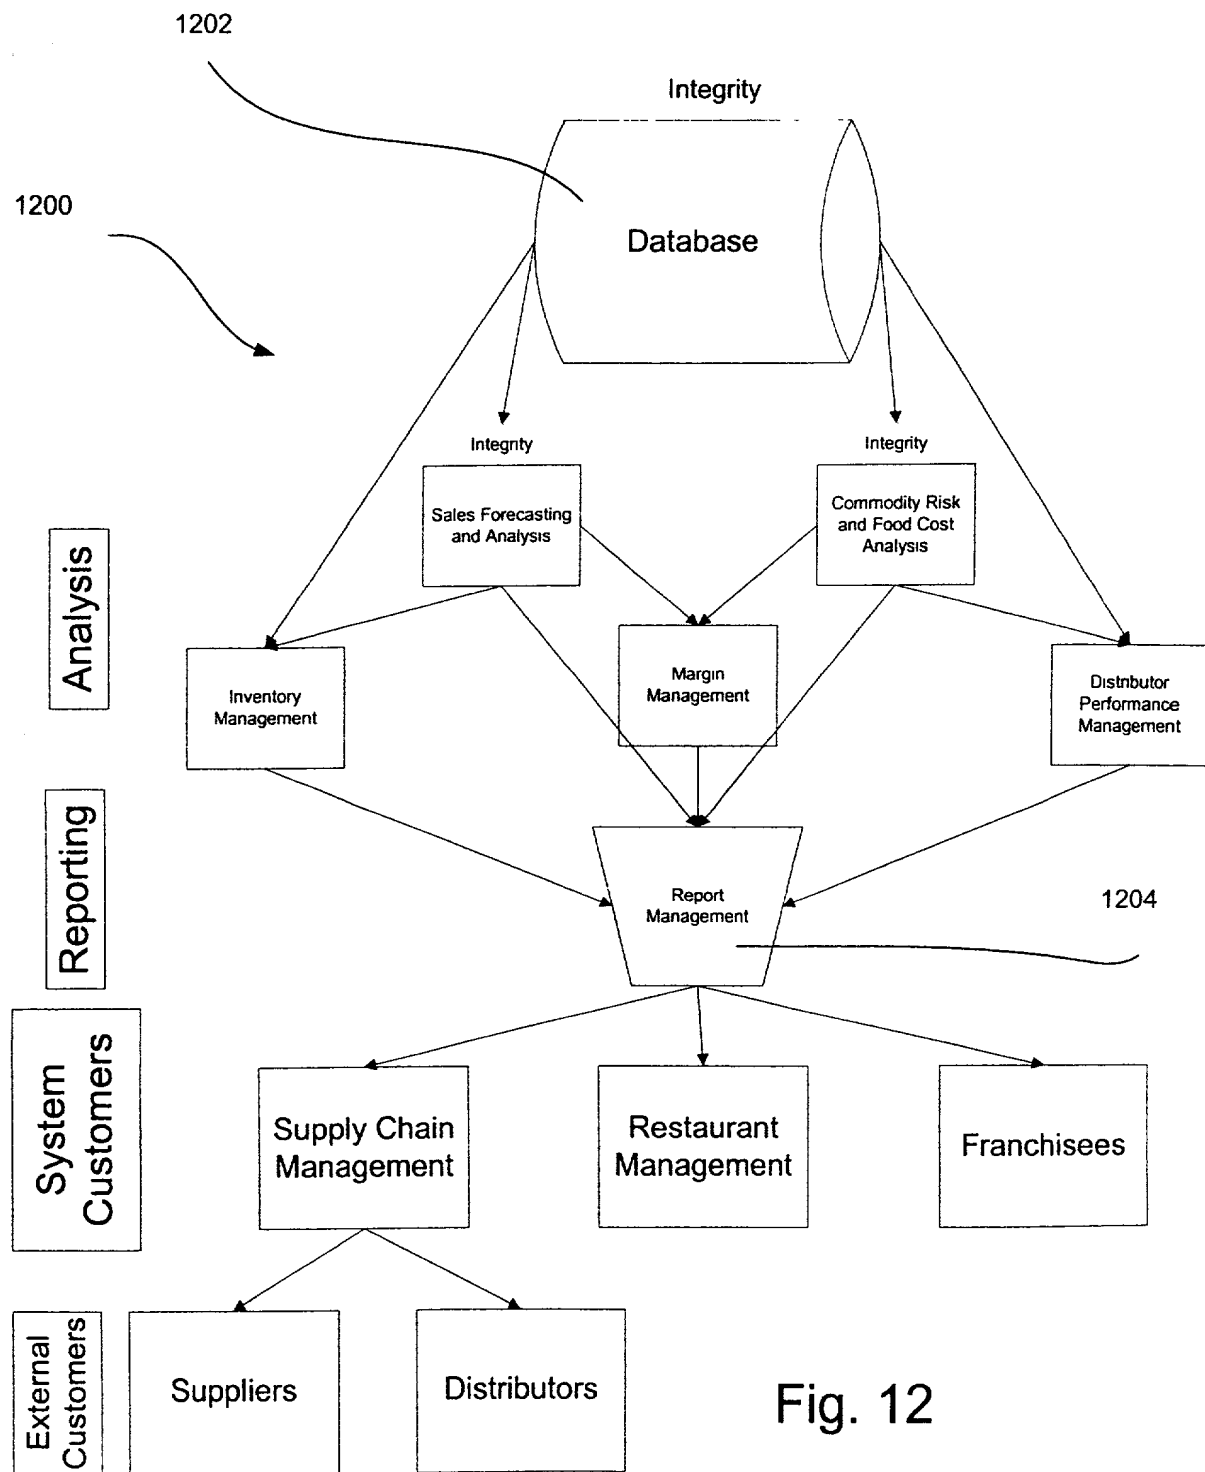 1202
Integrity
1200
Database
Integrity
Integrity
Sales Forecasting
and Analysis
Commodity Risk
and Food Cost
Analysis
Analysis
Inventory
Management
Margin
Management
Distributor
Performance
Management
Reporting
Report
Management
1204
System
Customers
Supply Chain
Management
Restaurant
Management
Franchisees
External
Customers
Suppliers
Distributors
Fig. 12